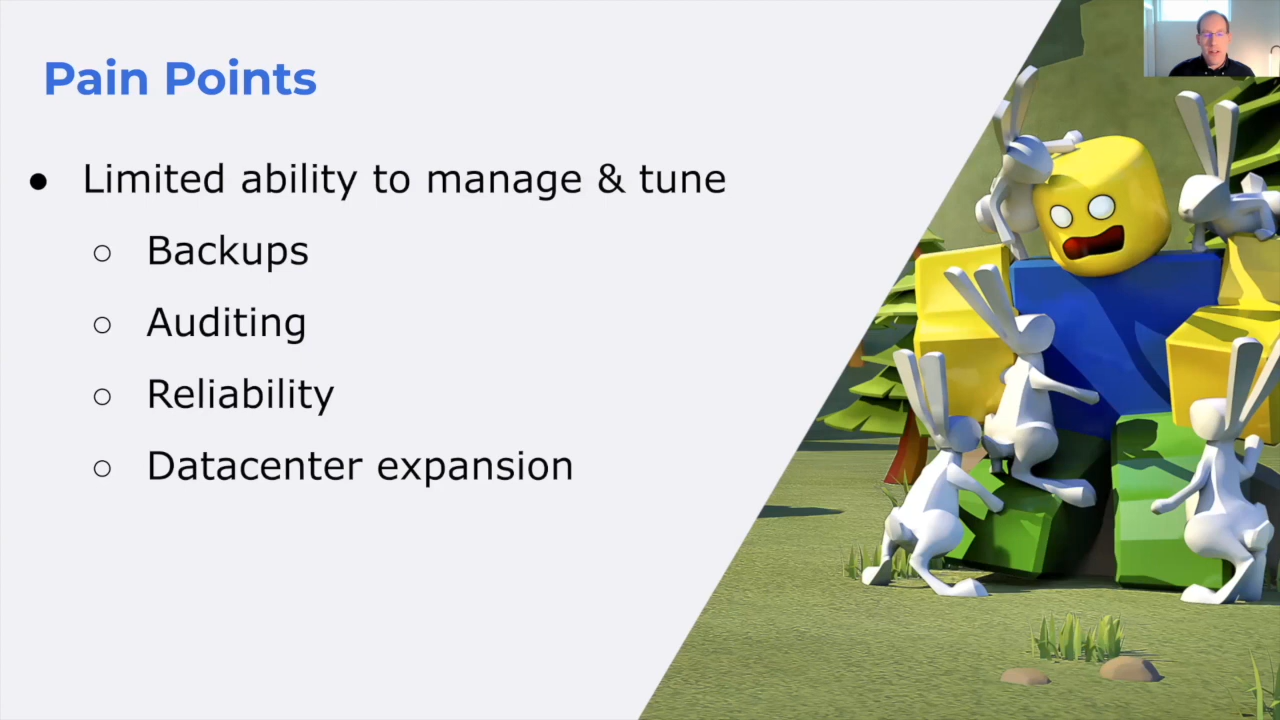 Pain Points
● Limited ability to manage & tune
○ Backups
○ Auditing
○ Reliability
○ Datacenter expansion